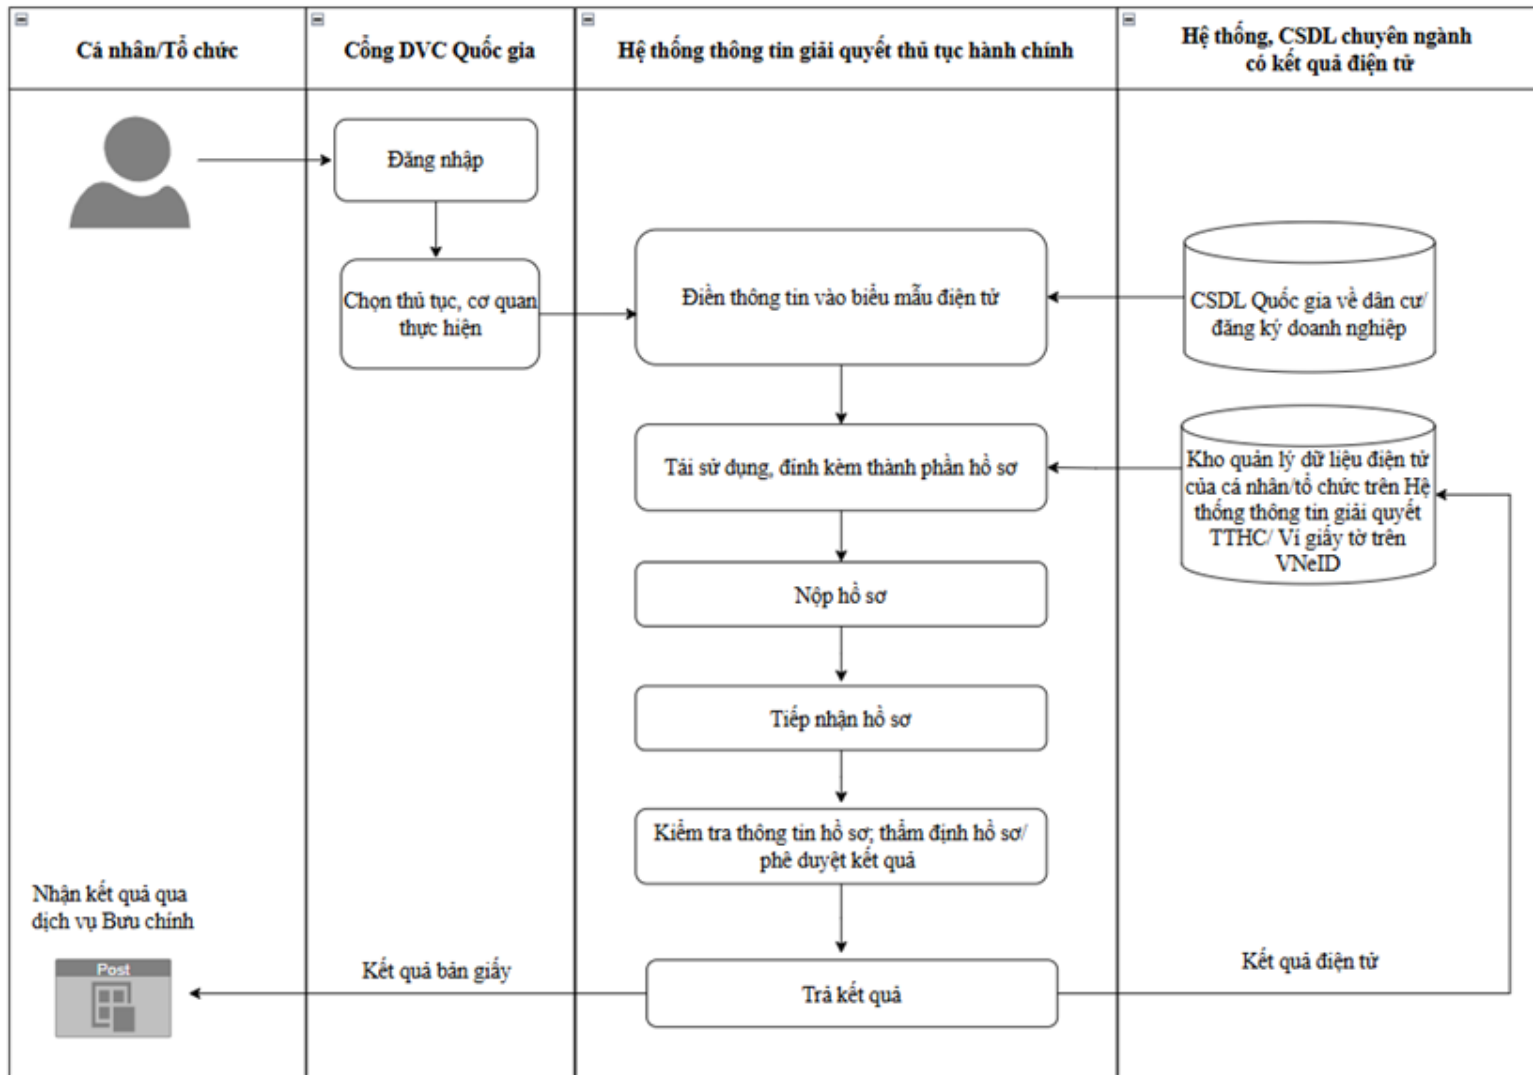 Cá nhân/Tổ chức
Cổng DVC Quốc gia
Hệ thống thông tin giải quyết thủ tục hành chính
Hệ thống, CSDL chuyên ngành
có kết quả điện tử
Đăng nhập
Chọn thủ tục, cơ quan
thực hiện
Điền thông tin vào biểu mẫu điện tử
CSDL Quốc gia về dân cư/
đăng ký doanh nghiệp
Tái sử dụng, đính kèm thành phần hồ sơ
Kho quản lý dữ liệu điện tử
của cá nhân/tổ chức trên Hệ
thống thông tin giải quyết
TTHC/ Ví giấy tờ trên
VNeID
Nộp hồ sơ
Tiếp nhận hồ sơ
Kiểm tra thông tin hồ sơ; thẩm định hồ sơ/
phê duyệt kết quả
Nhận kết quả qua
dịch vụ Bưu chính
Post
Kết quả bản giấy
Trả kết quả
Kết quả điện tử